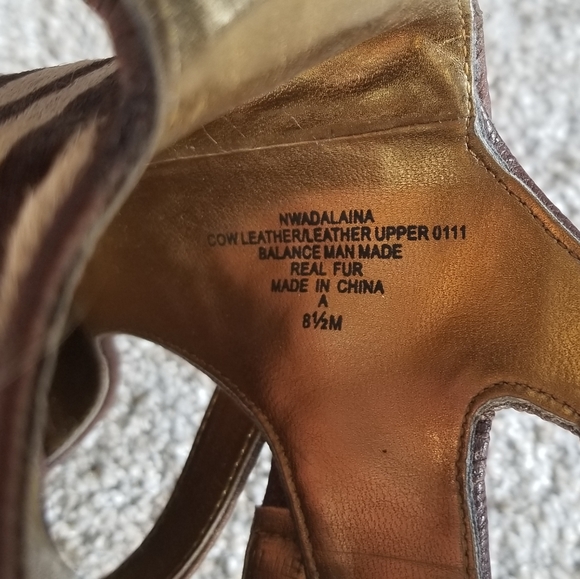 NWADALAINA
COW LEATHER/LEATHER UPPER 0111
BALANCE MAN MADE
REAL FUR
MADE IN CHINA
A
8½M